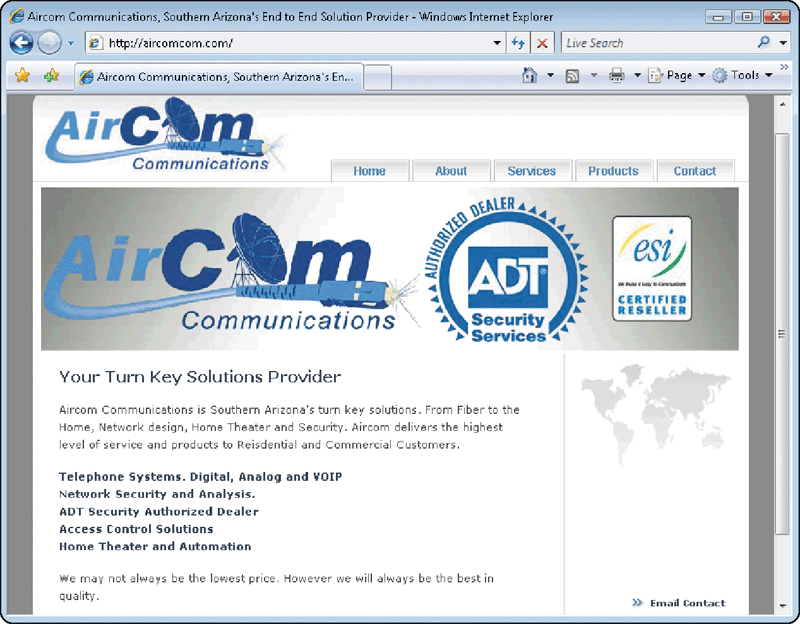 Aircom Communications, Southern Arizona's End to End Solution Provider - Windows Internet Explorer
http://aircomcom.com/
Live Search
Aircom Communications, Southern Arizona's En...
Page
Tools
AirCom
Communications
Home
About
Services
Products
Contact
AirCom
Communications
AUTHORIZED DEALER
ADT
Security
Services
esi
We Make It Easy To Communicate
CERTIFIED
RESELLER
Your Turn Key Solutions Provider
Aircom Communications is Southern Arizona's turn key solutions. From Fiber to the
Home, Network design, Home Theater and Security. Aircom delivers the highest
level of service and products to Reisdential and Commercial Customers.
Telephone Systems. Digital, Analog and VOIP
Network Security and Analysis.
ADT Security Authorized Dealer
Access Control Solutions
Home Theater and Automation
We may not always be the lowest price. However we will always be the best in
quality.
Email Contact